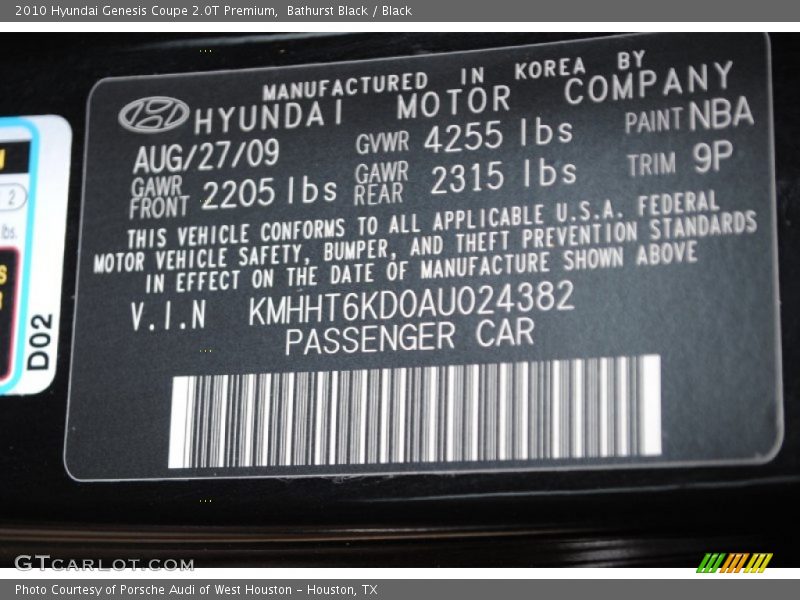 2010 Hyundai Genesis Coupe 2.0T Premium, Bathurst Black / Black
MANUFACTURED IN KOREA BY
HYUNDAI MOTOR COMPANY
AUG/27/09 GVWR 4255 lbs PAINT NBA
GAWR FRONT 2205 lbs GAWR REAR 2315 lbs TRIM 9P
THIS VEHICLE CONFORMS TO ALL APPLICABLE U.S.A. FEDERAL
MOTOR VEHICLE SAFETY, BUMPER, AND THEFT PREVENTION STANDARDS
IN EFFECT ON THE DATE OF MANUFACTURE SHOWN ABOVE
V.I.N KMHHT6KD0AU024382
PASSENGER CAR
2
lbs.
D02
GTCARLOT.COM
Photo Courtesy of Porsche Audi of West Houston - Houston, TX